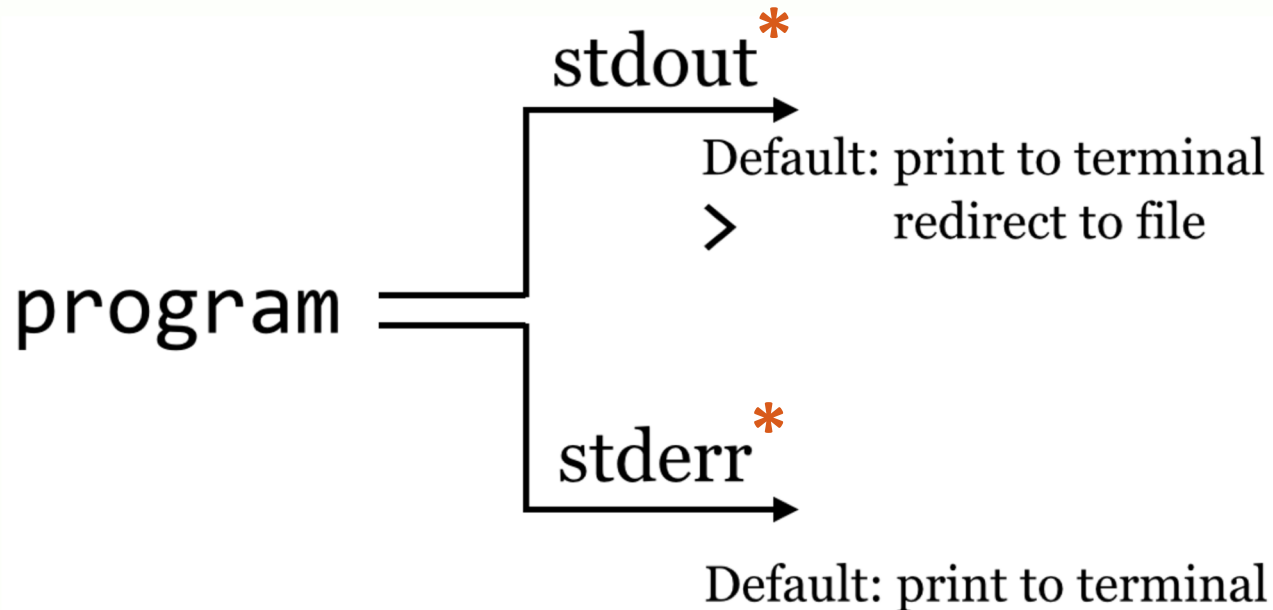 stdout*
Default: print to terminal
> redirect to file
program
stderr*
Default: print to terminal